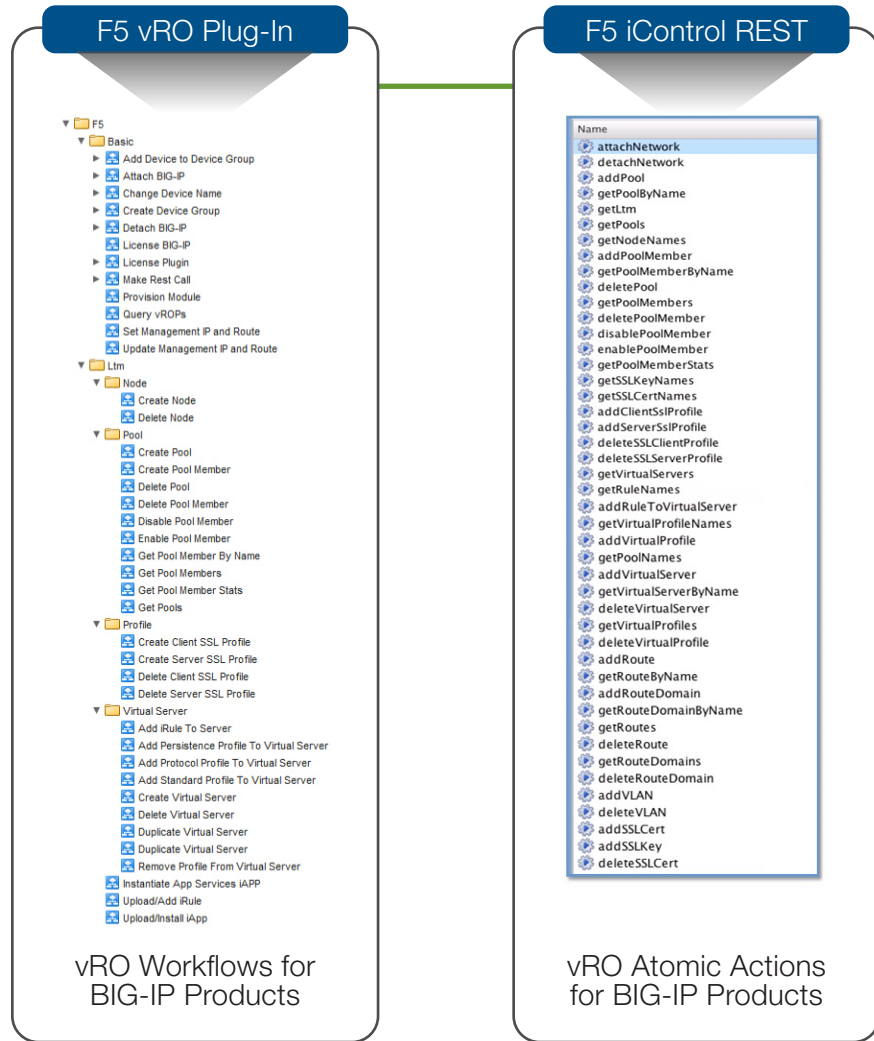 F5 vRO Plug-In
F5
Basic
Add Device to Device Group
Attach BIG-IP
Change Device Name
Create Device Group
Detach BIG-IP
License BIG-IP
License Plugin
Make Rest Call
Provision Module
Query vROPs
Set Management IP and Route
Update Management IP and Route
Ltm
Node
Create Node
Delete Node
Pool
Create Pool
Create Pool Member
Delete Pool
Delete Pool Member
Disable Pool Member
Enable Pool Member
Get Pool Member By Name
Get Pool Members
Get Pool Member Stats
Get Pools
Profile
Create Client SSL Profile
Create Server SSL Profile
Delete Client SSL Profile
Delete Server SSL Profile
Virtual Server
Add iRule To Server
Add Persistence Profile To Virtual Server
Add Protocol Profile To Virtual Server
Add Standard Profile To Virtual Server
Create Virtual Server
Delete Virtual Server
Duplicate Virtual Server
Duplicate Virtual Server
Remove Profile From Virtual Server
Instantiate App Services iAPP
Upload/Add iRule
Upload/Install iApp
vRO Workflows for
BIG-IP Products
F5 iControl REST
Name
attachNetwork
detachNetwork
addPool
getPoolByName
getLtm
getPools
getNodeNames
addPoolMember
getPoolMemberByName
deletePool
getPoolMembers
deletePoolMember
disablePoolMember
enablePoolMember
getPoolMemberStats
getSSLKeyNames
getSSLCertNames
addClientSslProfile
addServerSslProfile
deleteSSLClientProfile
deleteSSLServerProfile
getVirtualServers
getRuleNames
addRuleToVirtualServer
getVirtualProfileNames
addVirtualProfile
getPoolNames
addVirtualServer
getVirtualServerByName
deleteVirtualServer
getVirtualProfiles
deleteVirtualProfile
addRoute
getRouteByName
addRouteDomain
getRouteDomainByName
getRoutes
deleteRoute
getRouteDomains
deleteRouteDomain
addVLAN
deleteVLAN
addSSLCert
addSSLKey
deleteSSLCert
vRO Atomic Actions
for BIG-IP Products